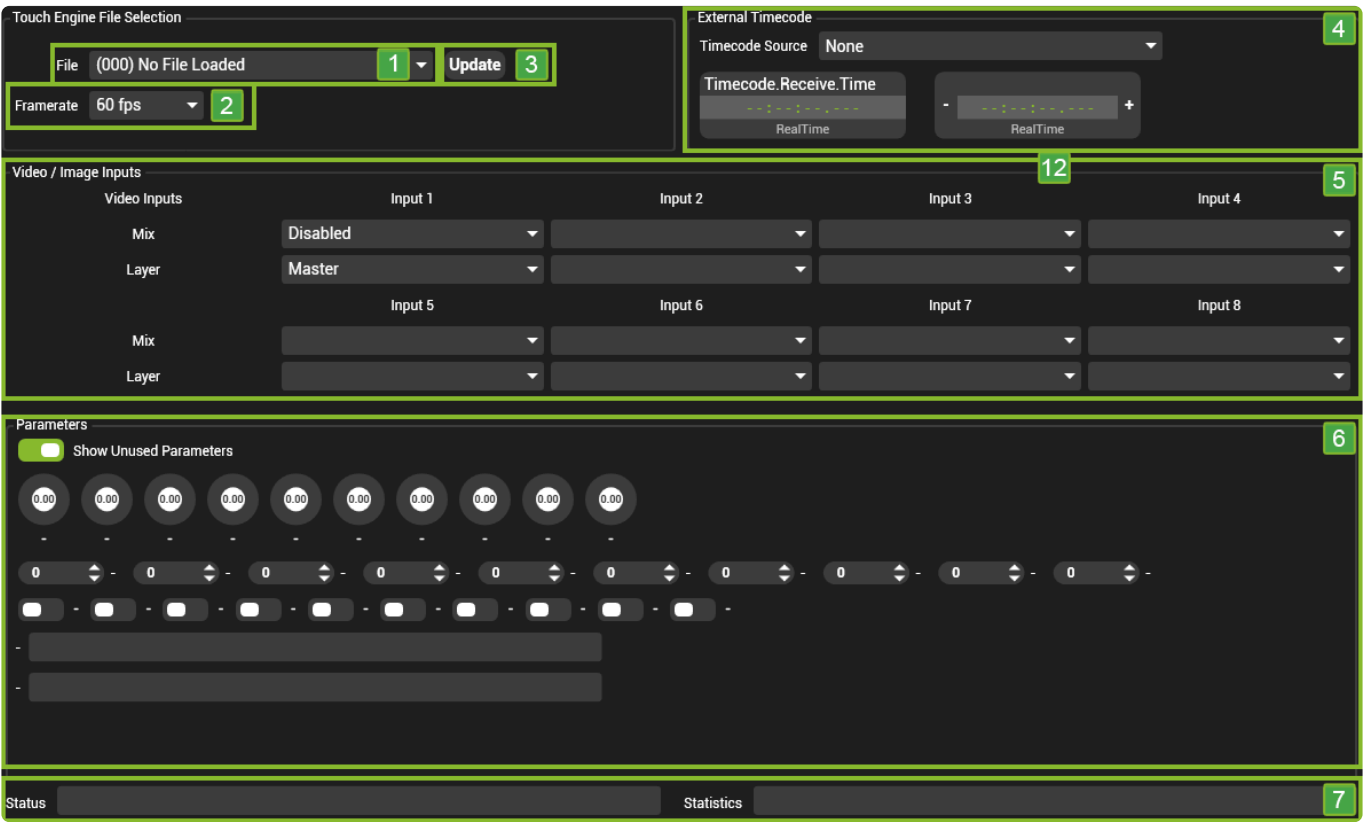 Touch Engine File Selection
File (000) No File Loaded 1 Update 3
Framerate 60 fps 2
External Timecode 4
Timecode Source None
Timecode.Receive.Time
--:--:--.--- - --:--:--.--- +
RealTime RealTime
12
Video / Image Inputs 5
Video Inputs Input 1 Input 2 Input 3 Input 4
Mix Disabled
Layer Master
Input 5 Input 6 Input 7 Input 8
Mix
Layer
Parameters 6
Show Unused Parameters
0.00 0.00 0.00 0.00 0.00 0.00 0.00 0.00 0.00 0.00
- - - - - - - - - -
0 - 0 - 0 - 0 - 0 - 0 - 0 - 0 - 0 - 0 -
- - - - - - - - - -
-
-
Status Statistics 7